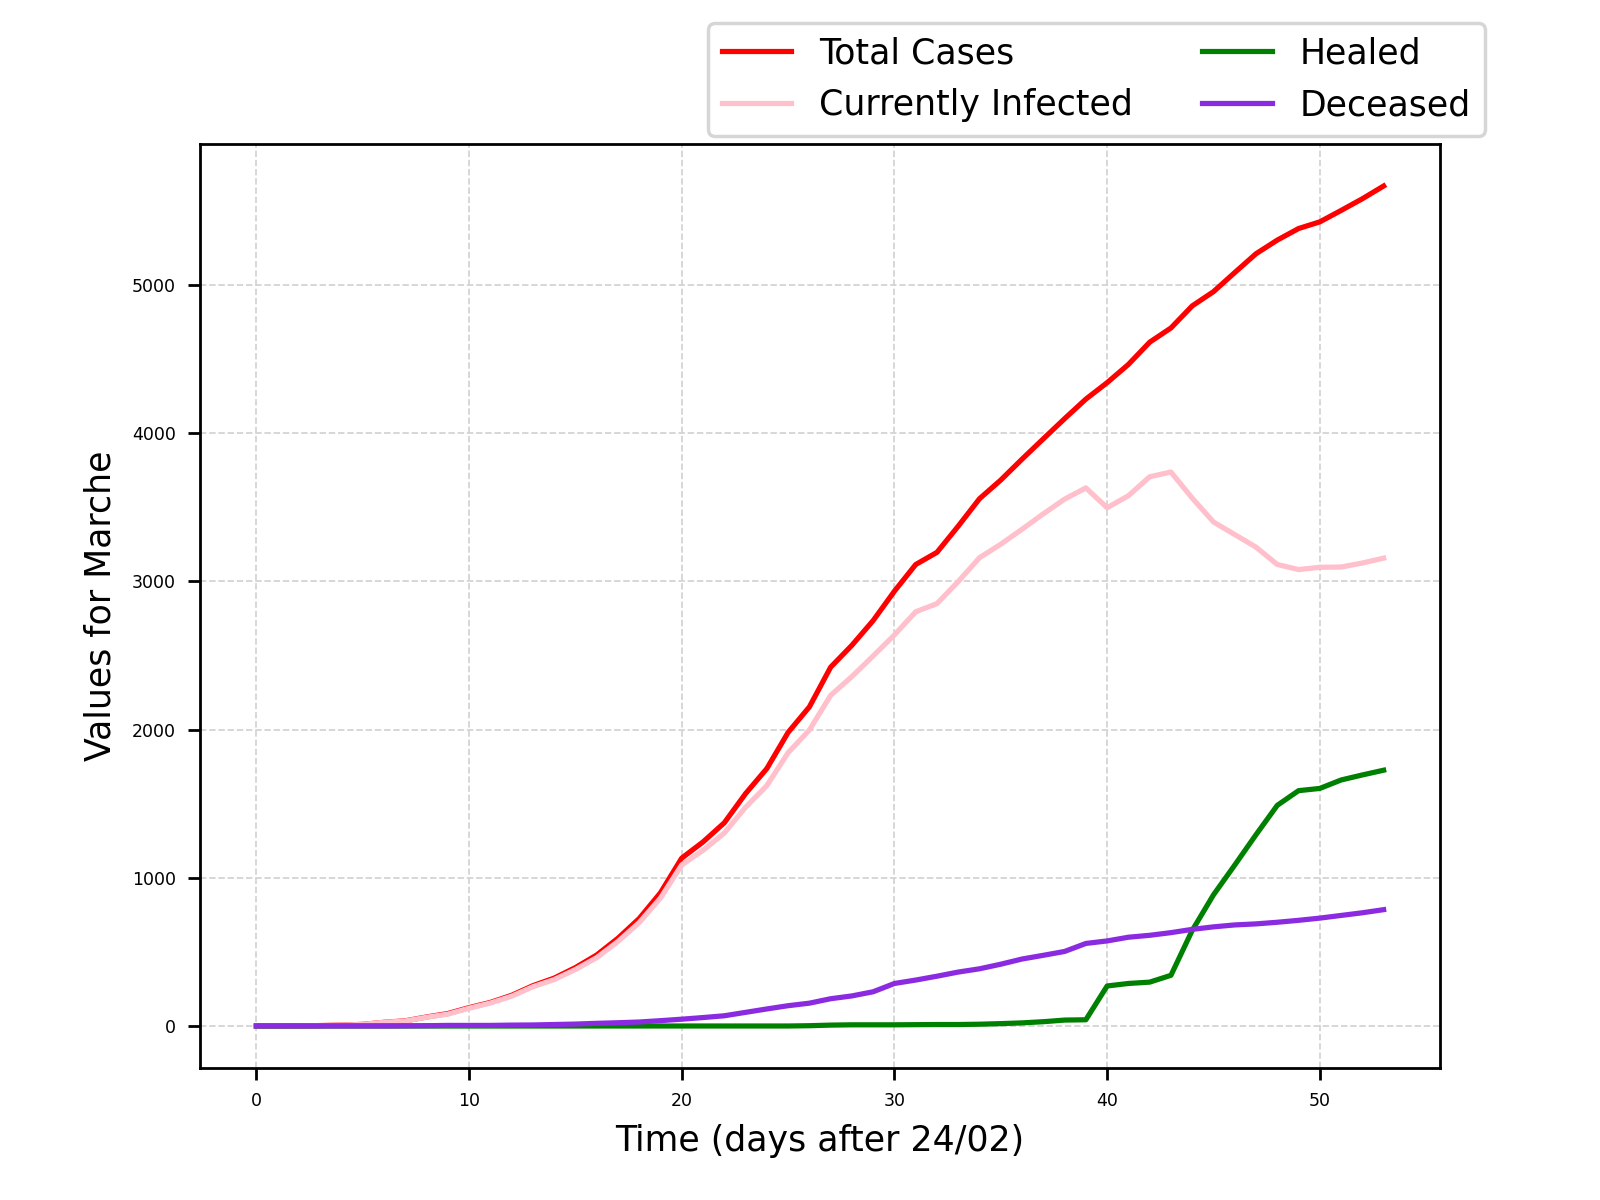 Total Cases
Currently Infected
Healed
Deceased
Values for Marche
5000
4000
3000
2000
1000
0
0 10 20 30 40 50
Time (days after 24/02)